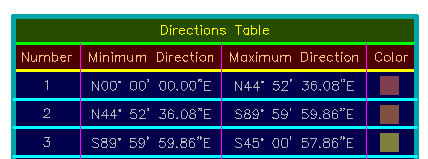 Directions Table
Number Minimum Direction Maximum Direction Color
1 N00° 00' 00.00"E N44° 52' 36.08"E
2 N44° 52' 36.08"E S89° 59' 59.86"E
3 S89° 59' 59.86"E S45° 00' 57.86"E